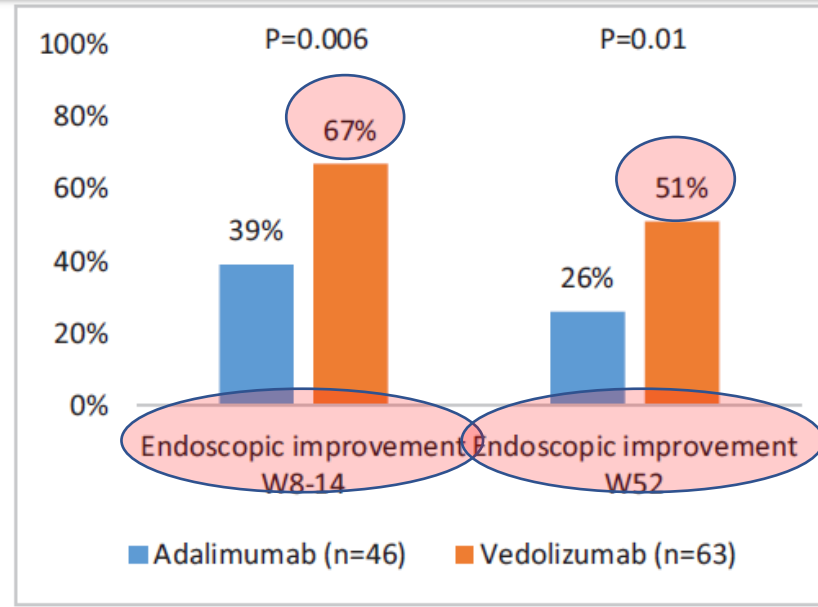 100%
P=0.006
P=0.01
80%
67%
60%
51%
39%
40%
26%
20%
0%
Endoscopic improvement Endoscopic improvement
W8-14 W52
Adalimumab (n=46) Vedolizumab (n=63)